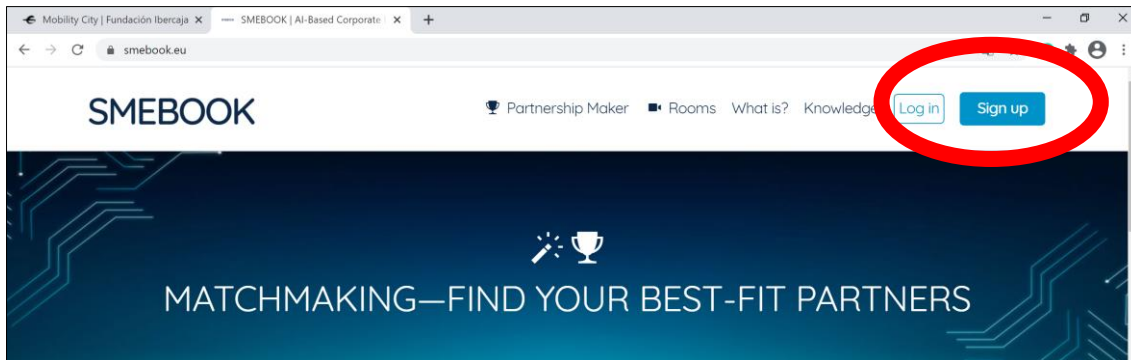 Mobility City | Fundación Ibercaja
SMEBOOK | AI-Based Corporate
smebook.eu
SMEBOOK
Partnership Maker Rooms What is? Knowledge Log in Sign up
MATCHMAKING—FIND YOUR BEST-FIT PARTNERS